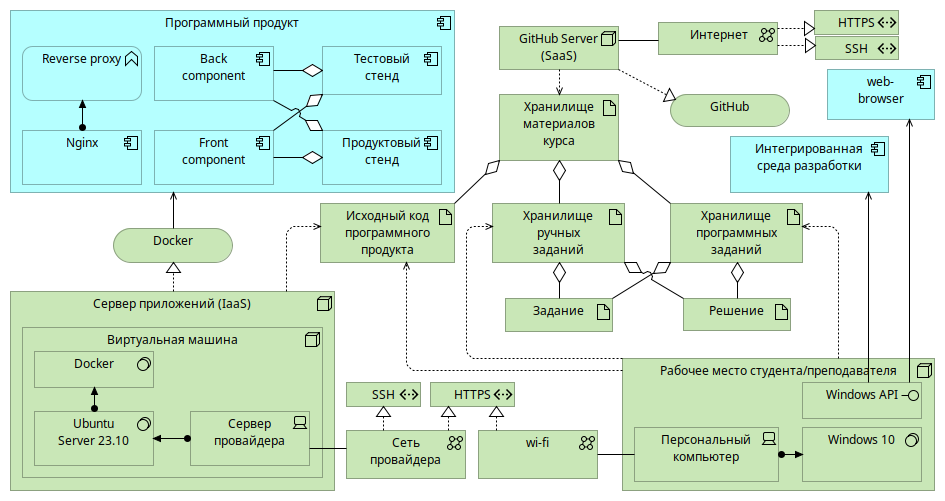 Программный продукт
Reverse proxy
Back
component
Тестовый
стенд
Nginx
Front
component
Продуктовый
стенд
GitHub Server
(SaaS)
Интернет
HTTPS
SSH
web-
browser
GitHub
Хранилище
материалов
курса
Интегрированная
среда разработки
Docker
Исходный код
программного
продукта
Хранилище
ручных
заданий
Хранилище
программных
заданий
Задание
Решение
Сервер приложений (IaaS)
Виртуальная машина
Docker
Ubuntu
Server 23.10
Сервер
провайдера
SSH
HTTPS
Сеть
провайдера
wi-fi
Рабочее место студента/преподавателя
Windows API
Персональный
компьютер
Windows 10